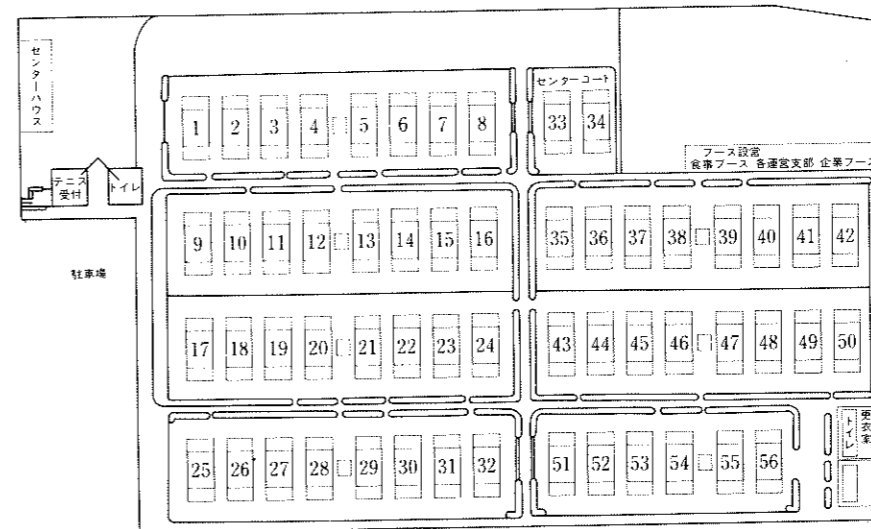 センターハウス
テニス
受付
トイレ
駐車場
センターコート
1 2 3 4 5 6 7 8
33 34
ブース設営
食事ブース 各運営支部 企業ブース
9 10 11 12 13 14 15 16
35 36 37 38 39 40 41 42
17 18 19 20 21 22 23 24
43 44 45 46 47 48 49 50
25 26 27 28 29 30 31 32
51 52 53 54 55 56
更衣室
トイレ